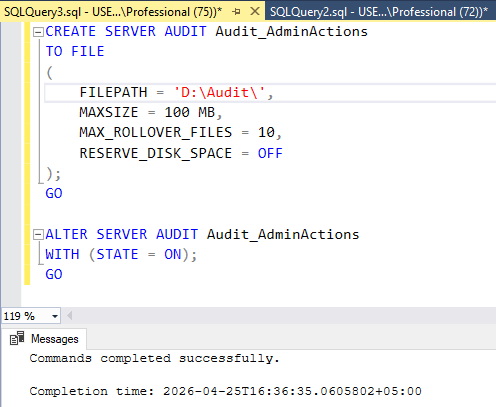 SQLQuery3.sql - USE...\Professional (75))* SQLQuery2.sql - USE...\Professional (72))*
CREATE SERVER AUDIT Audit_AdminActions
TO FILE
(
FILEPATH = 'D:\Audit\',
MAXSIZE = 100 MB,
MAX_ROLLOVER_FILES = 10,
RESERVE_DISK_SPACE = OFF
);
GO
ALTER SERVER AUDIT Audit_AdminActions
WITH (STATE = ON);
GO
119 %
Messages
Commands completed successfully.
Completion time: 2026-04-25T16:36:35.0605802+05:00